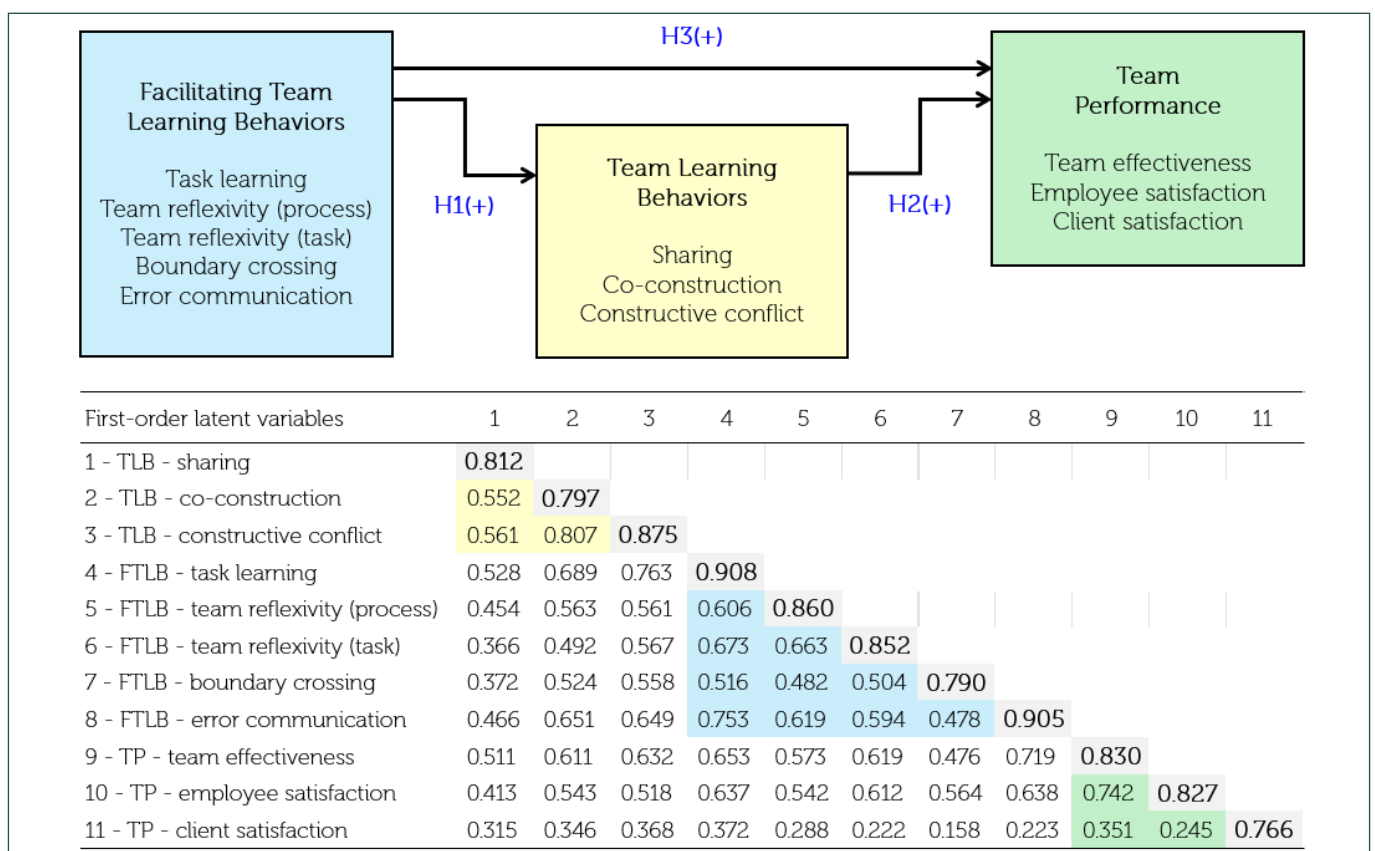 H3(+)
Facilitating Team
Learning Behaviors
Task learning
Team reflexivity (process)
Team reflexivity (task)
Boundary crossing
Error communication
H1(+)
Team Learning
Behaviors
Sharing
Co-construction
Constructive conflict
H2(+)
Team
Performance
Team effectiveness
Employee satisfaction
Client satisfaction
First-order latent variables 1 2 3 4 5 6 7 8 9 10 11
1 - TLB - sharing 0.812
2 - TLB - co-construction 0.552 0.797
3 - TLB - constructive conflict 0.561 0.807 0.875
4 - FTLB - task learning 0.528 0.689 0.763 0.908
5 - FTLB - team reflexivity (process) 0.454 0.563 0.561 0.606 0.860
6 - FTLB - team reflexivity (task) 0.366 0.492 0.567 0.673 0.663 0.852
7 - FTLB - boundary crossing 0.372 0.524 0.558 0.516 0.482 0.504 0.790
8 - FTLB - error communication 0.466 0.651 0.649 0.753 0.619 0.594 0.478 0.905
9 - TP - team effectiveness 0.511 0.611 0.632 0.653 0.573 0.619 0.476 0.719 0.830
10 - TP - employee satisfaction 0.413 0.543 0.518 0.637 0.542 0.612 0.564 0.638 0.742 0.827
11 - TP - client satisfaction 0.315 0.346 0.368 0.372 0.288 0.222 0.158 0.223 0.351 0.245 0.766